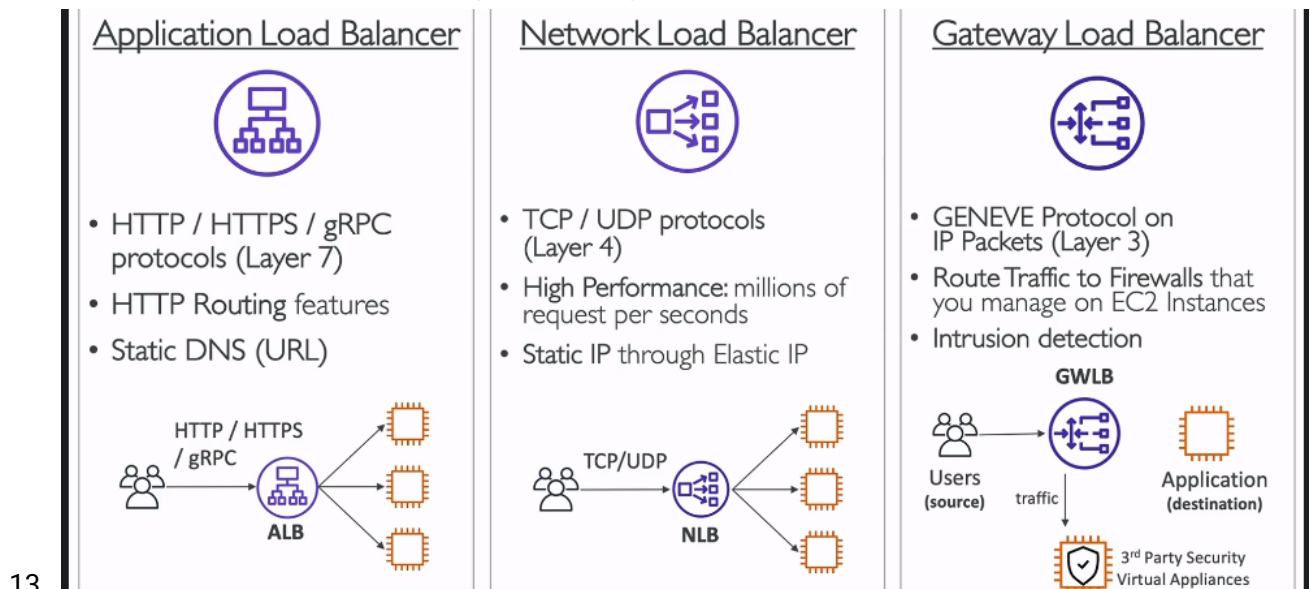 Application Load Balancer
• HTTP / HTTPS / gRPC
protocols (Layer 7)
• HTTP Routing features
• Static DNS (URL)
HTTP / HTTPS
/ gRPC
ALB
Network Load Balancer
• TCP / UDP protocols
(Layer 4)
• High Performance: millions of
request per seconds
• Static IP through Elastic IP
TCP/UDP
NLB
Gateway Load Balancer
• GENEVE Protocol on
IP Packets (Layer 3)
• Route Traffic to Firewalls that
you manage on EC2 Instances
• Intrusion detection
GWLB
Users
(source)
traffic
Application
(destination)
3rd Party Security
Virtual Appliances
13